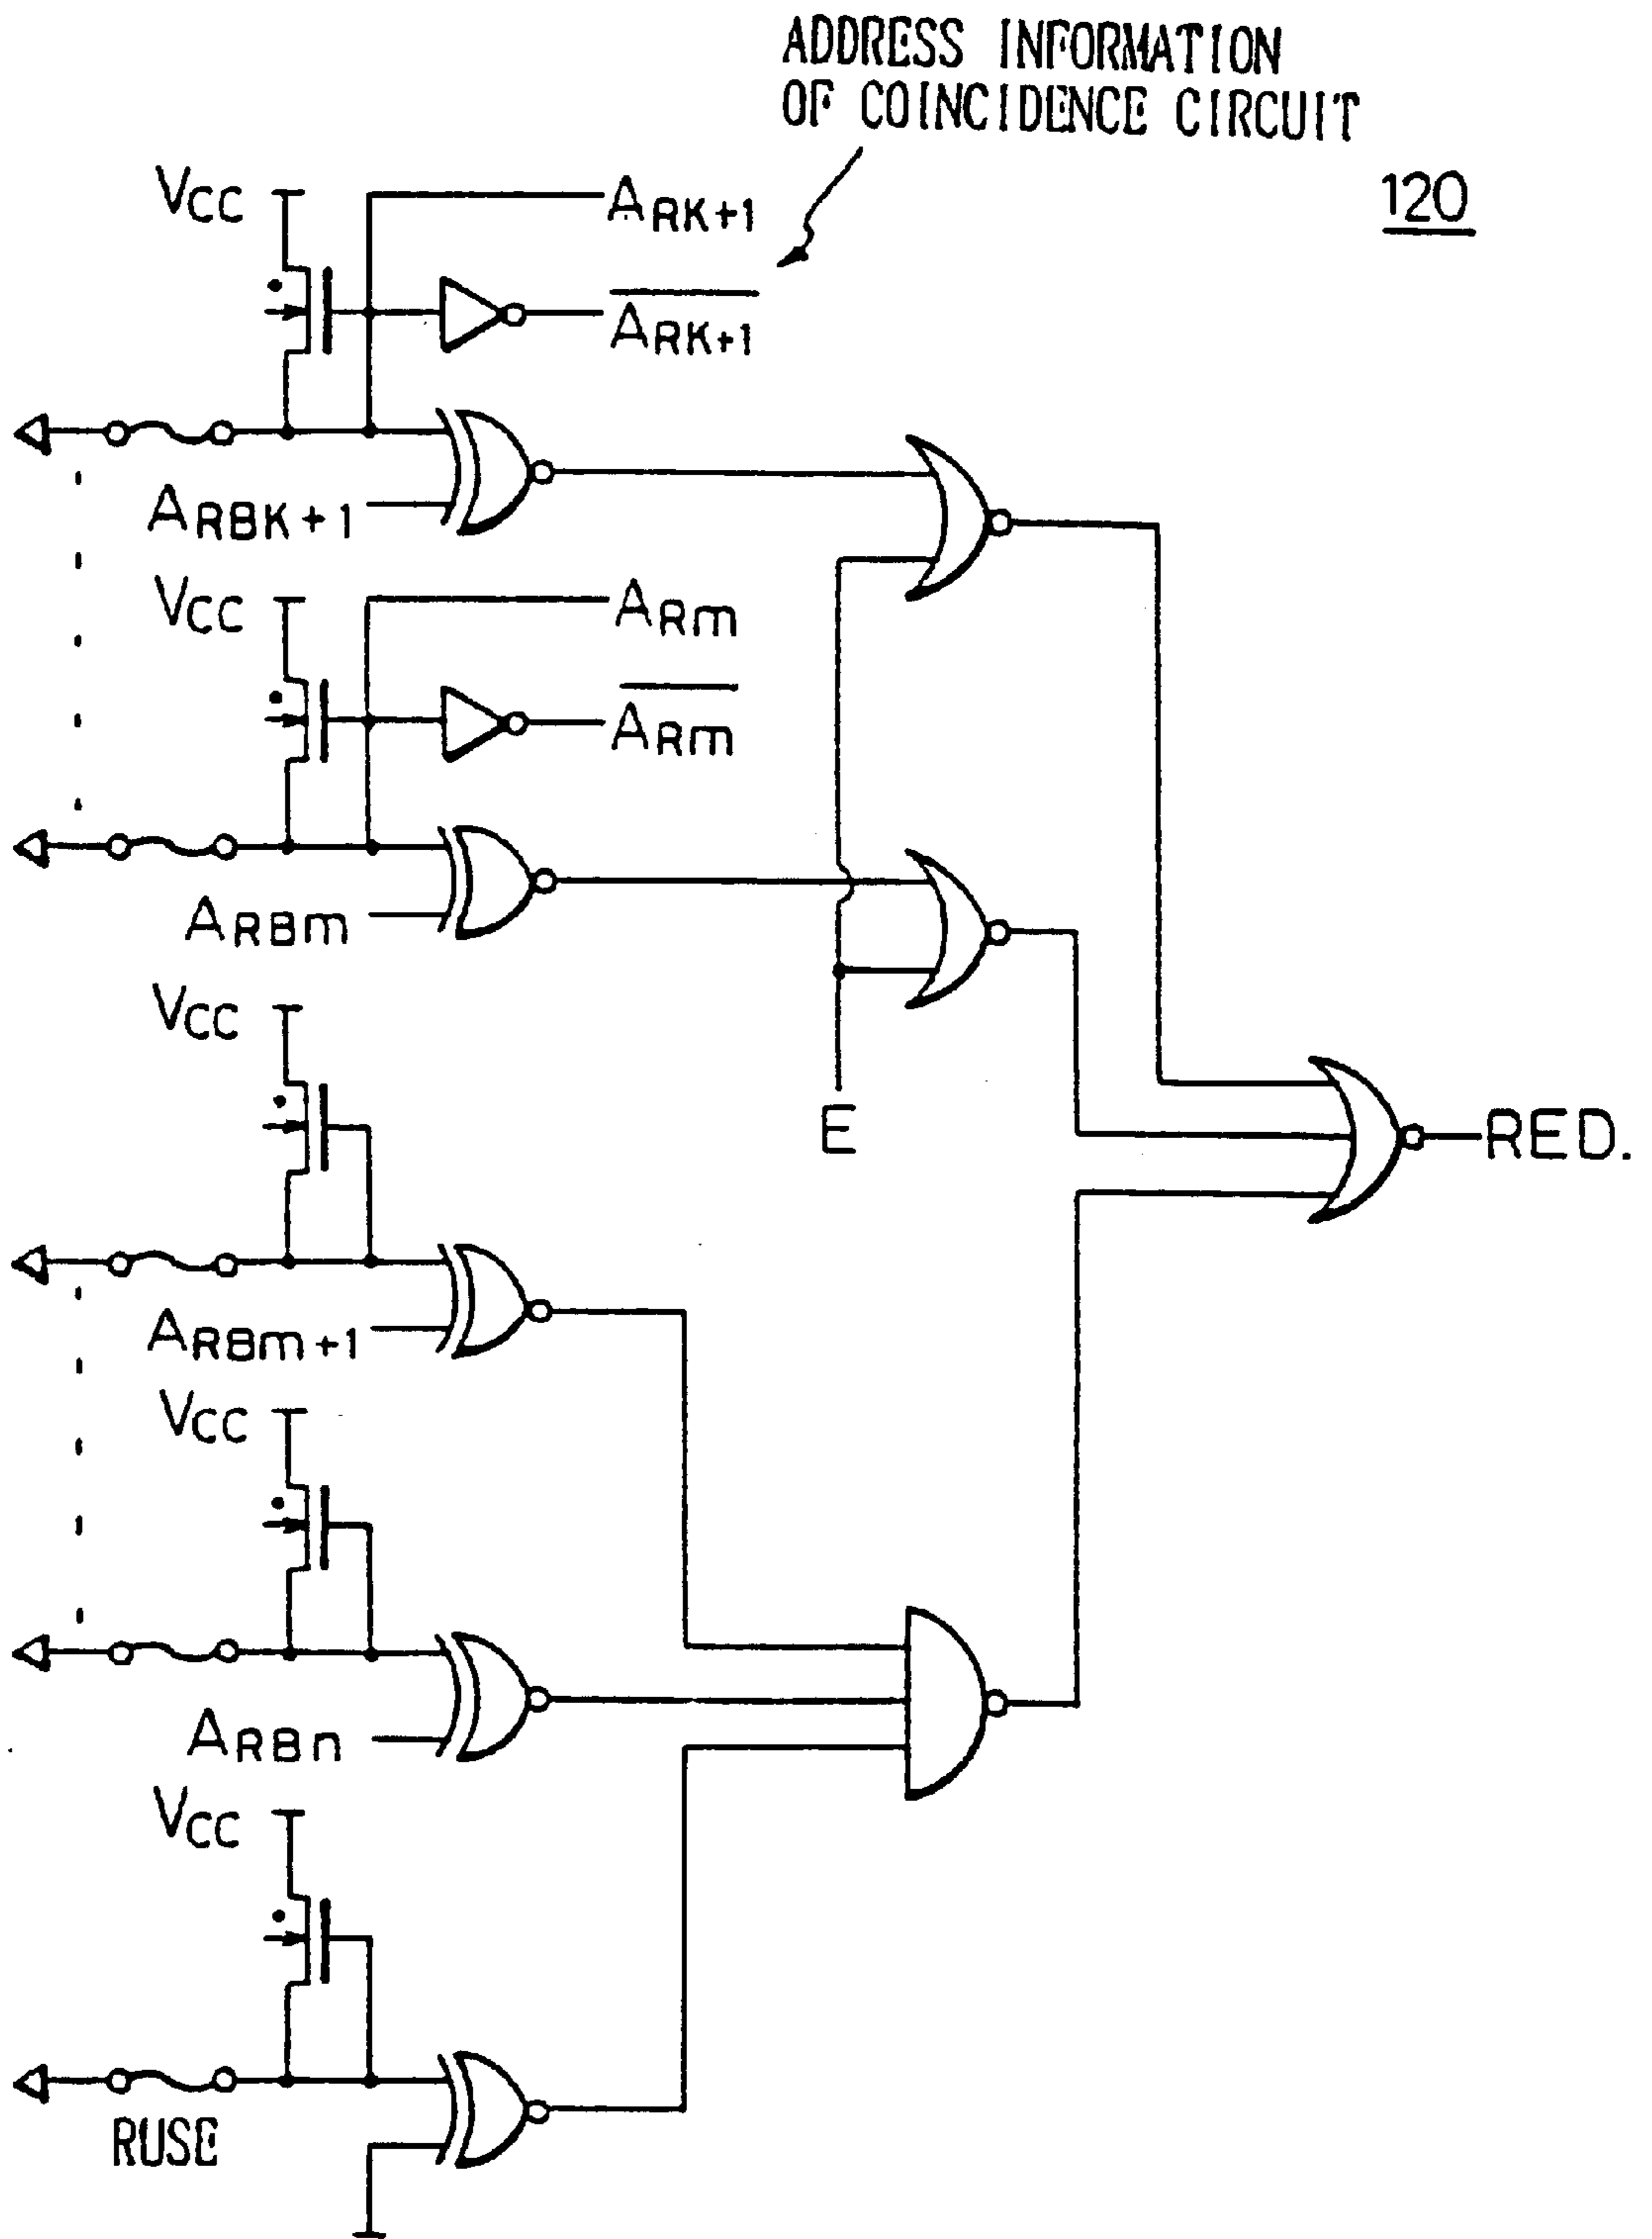 ADDRESS INFORMATION
OF COINCIDENCE CIRCUIT
120
VCC
ARK+1
ARK+1
ARBK+1
VCC
ARm
ARm
ARBm
VCC
E
RED.
ARBm+1
VCC
ARBn
VCC
RUSE